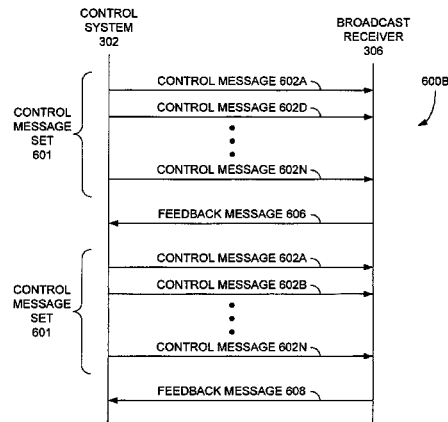 CONTROL
SYSTEM
302
BROADCAST
RECEIVER
306
600B
CONTROL
MESSAGE
SET
601
CONTROL MESSAGE 602A
CONTROL MESSAGE 602D
CONTROL MESSAGE 602N
FEEDBACK MESSAGE 606
CONTROL
MESSAGE
SET
601
CONTROL MESSAGE 602A
CONTROL MESSAGE 602B
CONTROL MESSAGE 602N
FEEDBACK MESSAGE 608